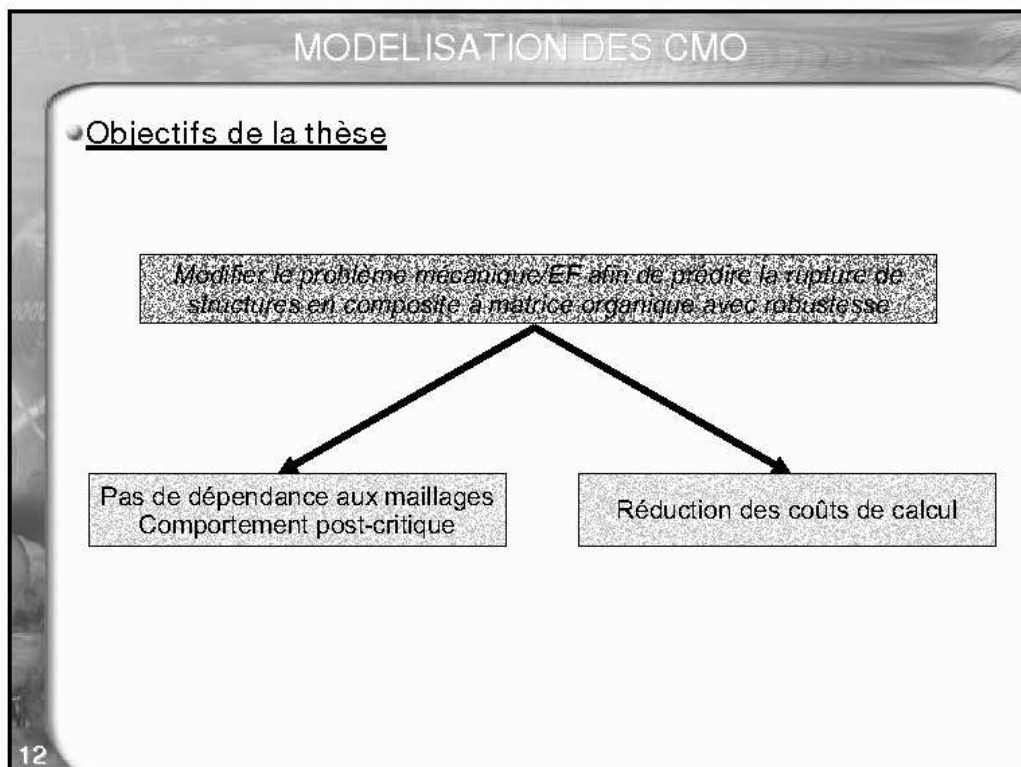 MODELISATION DES CMO
Objectifs de la thèse
Modifier le problème mécanique/EF afin de prédire la rupture de
structures en composite à matrice organique avec robustesse
Pas de dépendance aux maillages
Comportement post-critique
Réduction des coûts de calcul
12